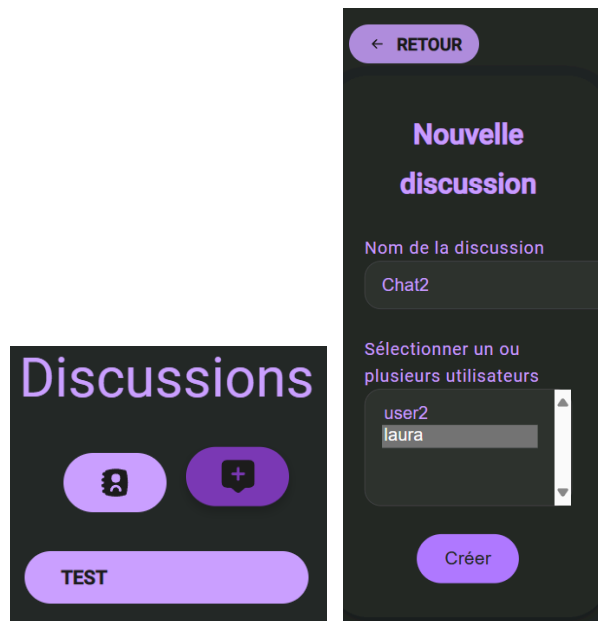 Discussions
TEST
← RETOUR
Nouvelle
discussion
Nom de la discussion
Chat2
Sélectionner un ou
plusieurs utilisateurs
user2
laura
Créer